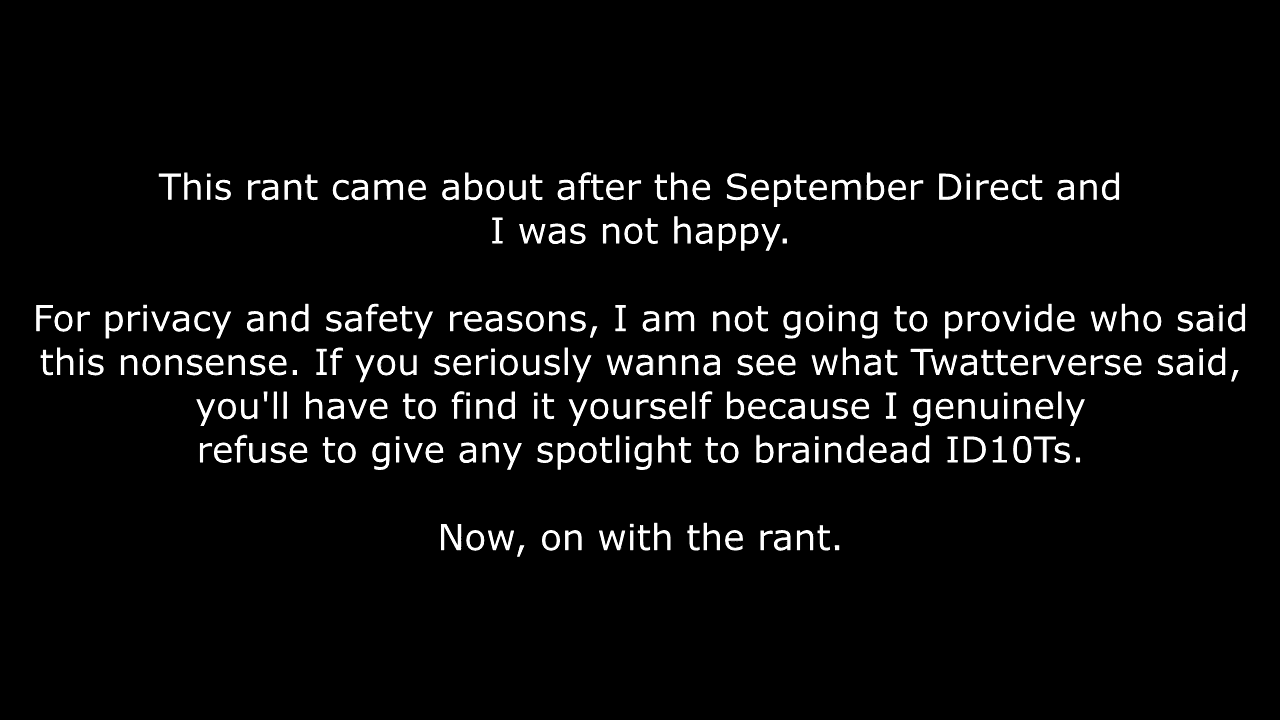 This rant came about after the September Direct and
I was not happy.
For privacy and safety reasons, I am not going to provide who said
this nonsense. If you seriously wanna see what Twatterverse said,
you'll have to find it yourself because I genuinely
refuse to give any spotlight to braindead ID10Ts.
Now, on with the rant.